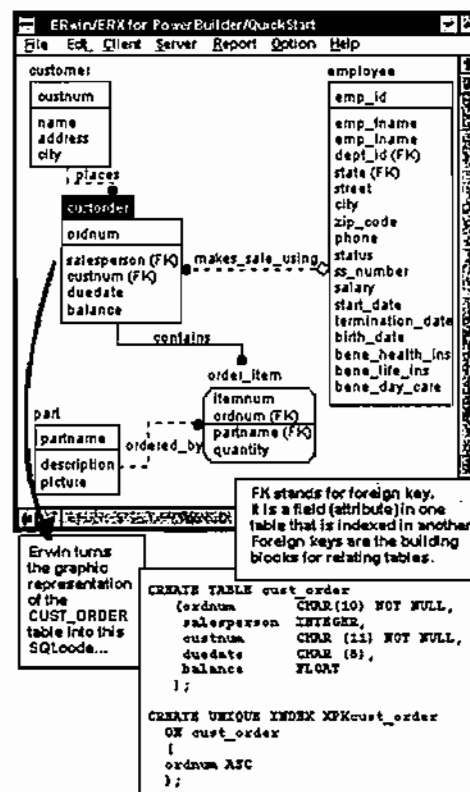 ERwin/ERX for PowerBuilder/QuickStart
File Edit Client Server Report Option Help
customer
custnum
name
address
city
places
custorder
ordnum
salesperson (FK)
custnum (FK)
duedate
balance
makes_sale_using
employee
emp_id
emp_fname
emp_lname
dept_id (FK)
state (FK)
street
city
zip_code
phone
status
ss_number
salary
start_date
termination_date
birth_date
bene_health_ins
bene_life_ins
bene_day_care
contains
order_item
itemnum
ordnum (FK)
partname (FK)
quantity
part
partname
description
picture
ordered_by
FK stands for foreign key.
It is a field (attribute) in one
table that is indexed in another
Foreign keys are the building
blocks for relating tables.
Erwin turns
the graphic
representation
of the
CUST_ORDER
table into this
SQLcode...
CREATE TABLE cust_order
(ordnum CHAR(10) NOT NULL,
salesperson INTEGER,
custnum CHAR (11) NOT NULL,
duedate CHAR (8),
balance FLOAT
);
CREATE UNIQUE INDEX XPKcust_order
ON cust_order
(
ordnum ASC
);